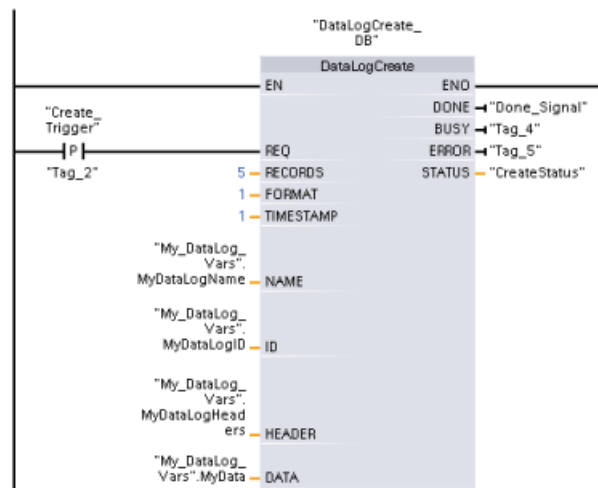 "DataLogCreate_
DB"
DataLogCreate
EN
ENO
DONE
"Done_Signal"
"Create_
Trigger"
BUSY
"Tag_4"
P
REQ
ERROR
"Tag_5"
"Tag_2"
5
RECORDS
STATUS
"CreateStatus"
1
FORMAT
1
TIMESTAMP
"My_DataLog_
Vars".
MyDataLogName
NAME
"My_DataLog_
Vars".
MyDataLogID
ID
"My_DataLog_
Vars".
MyDataLogHead
ers
HEADER
"My_DataLog_
Vars".MyData
DATA